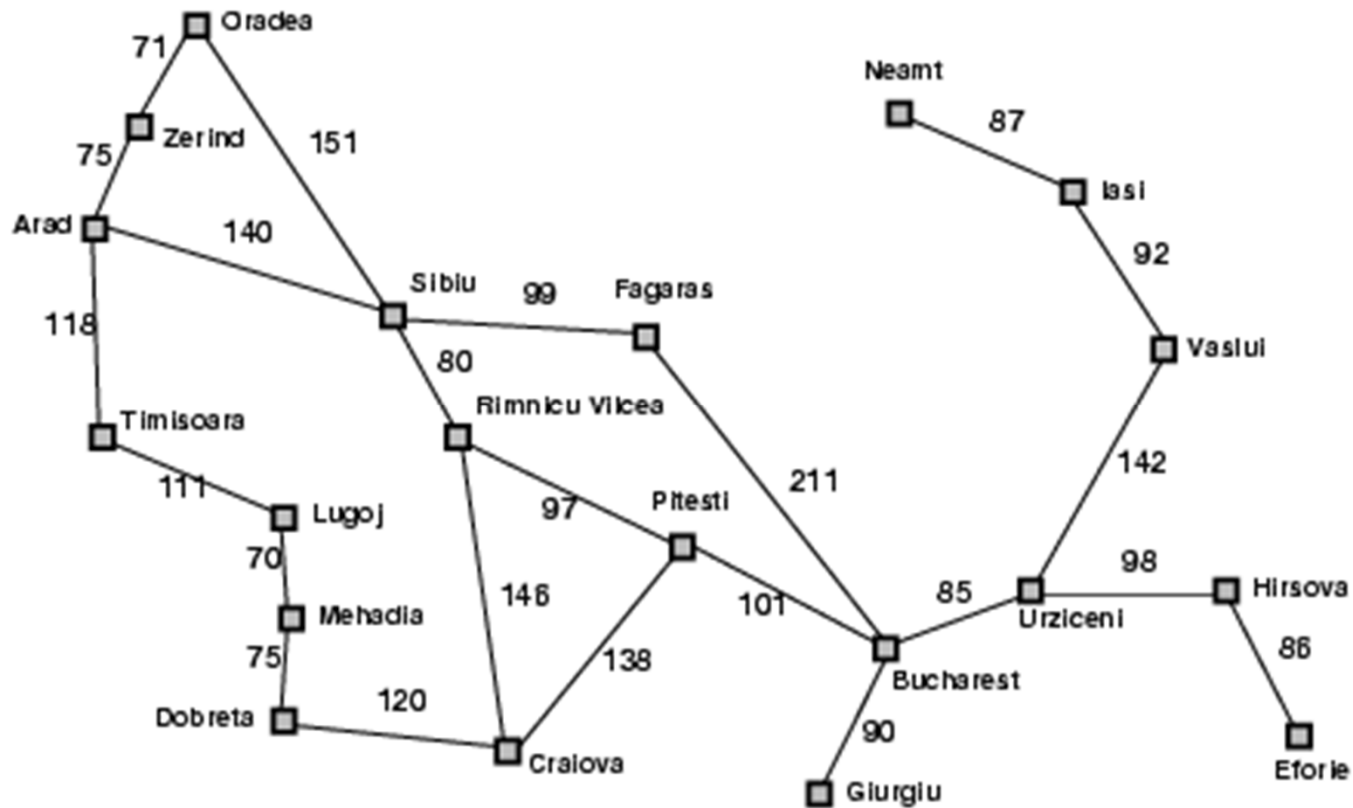 Oradea
71
Neamt
87
Zerind
151
75
Iasi
Arad
140
92
Sibiu
99
Fagaras
118
80
Vaslui
Timisoara
Rimnicu Vilcea
142
111
211
Lugoj
97
Pitesti
70
98
146
101
85
Hirsova
Mehadia
Urziceni
75
138
86
Bucharest
120
Dobreta
90
Craiova
Eforie
Giurgiu